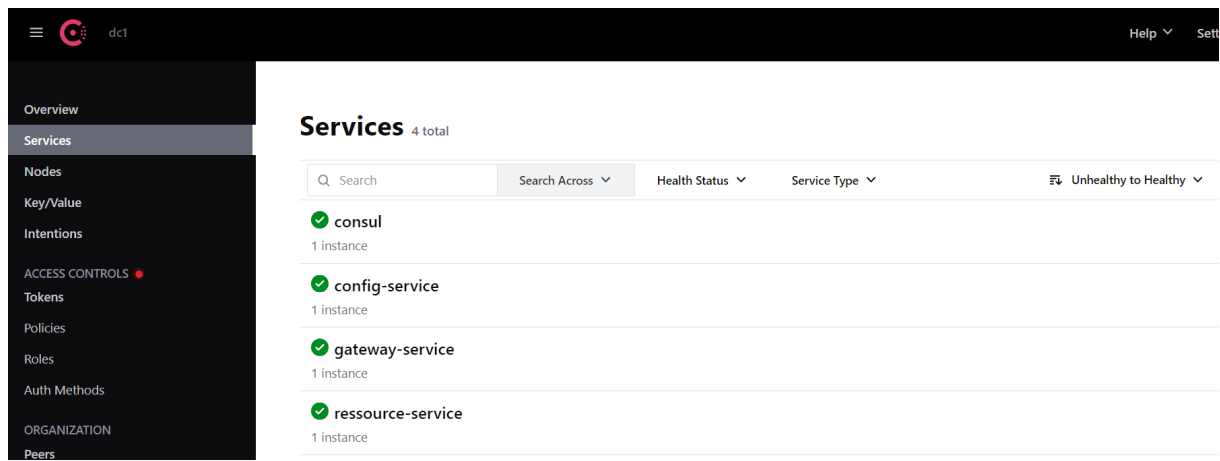 dc1
Help
Overview
Services
Nodes
Key/Value
Intentions
ACCESS CONTROLS
Tokens
Policies
Roles
Auth Methods
ORGANIZATION
Peers
Services 4 total
Search Search Across Health Status Service Type Unhealthy to Healthy
consul
1 instance
config-service
1 instance
gateway-service
1 instance
ressource-service
1 instance